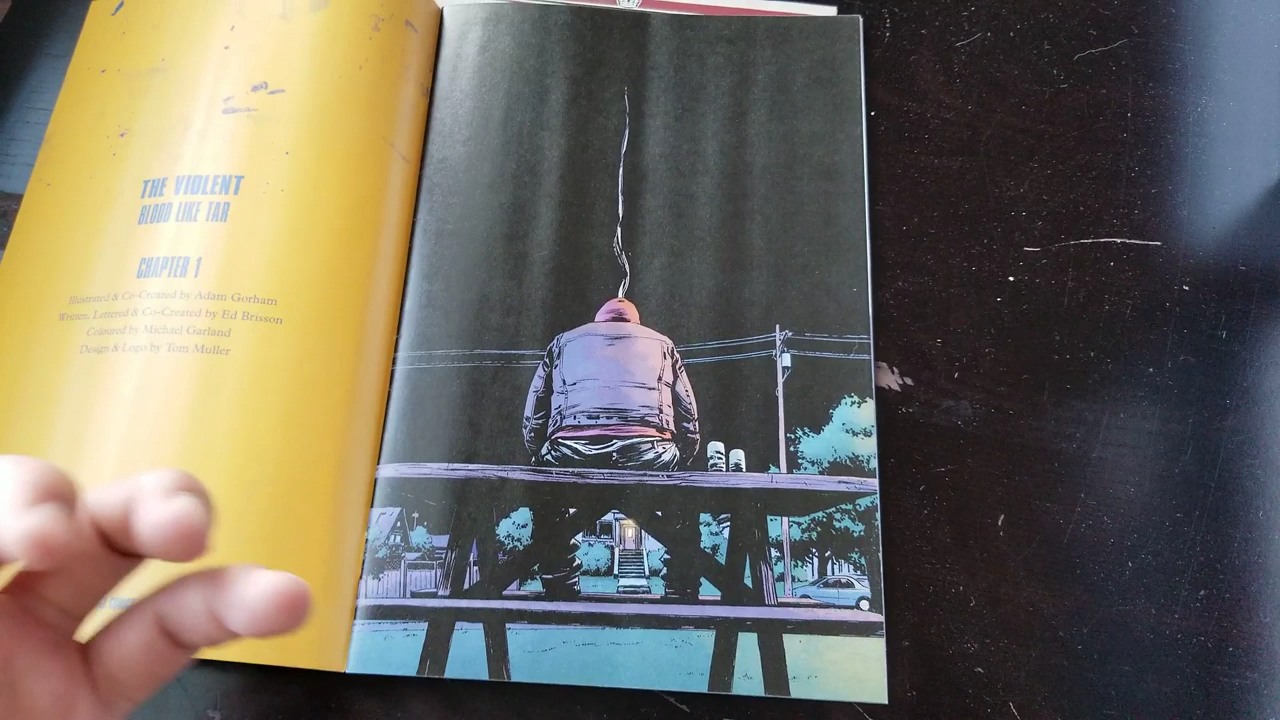 THE VIOLENT
BLOOD LIKE TAR
CHAPTER 1
Illustrated & Co-Created by Adam Gorham
Written, Lettered & Co-Created by Ed Brisson
Coloured by Michael Garland
Design & Logo by Tom Muller